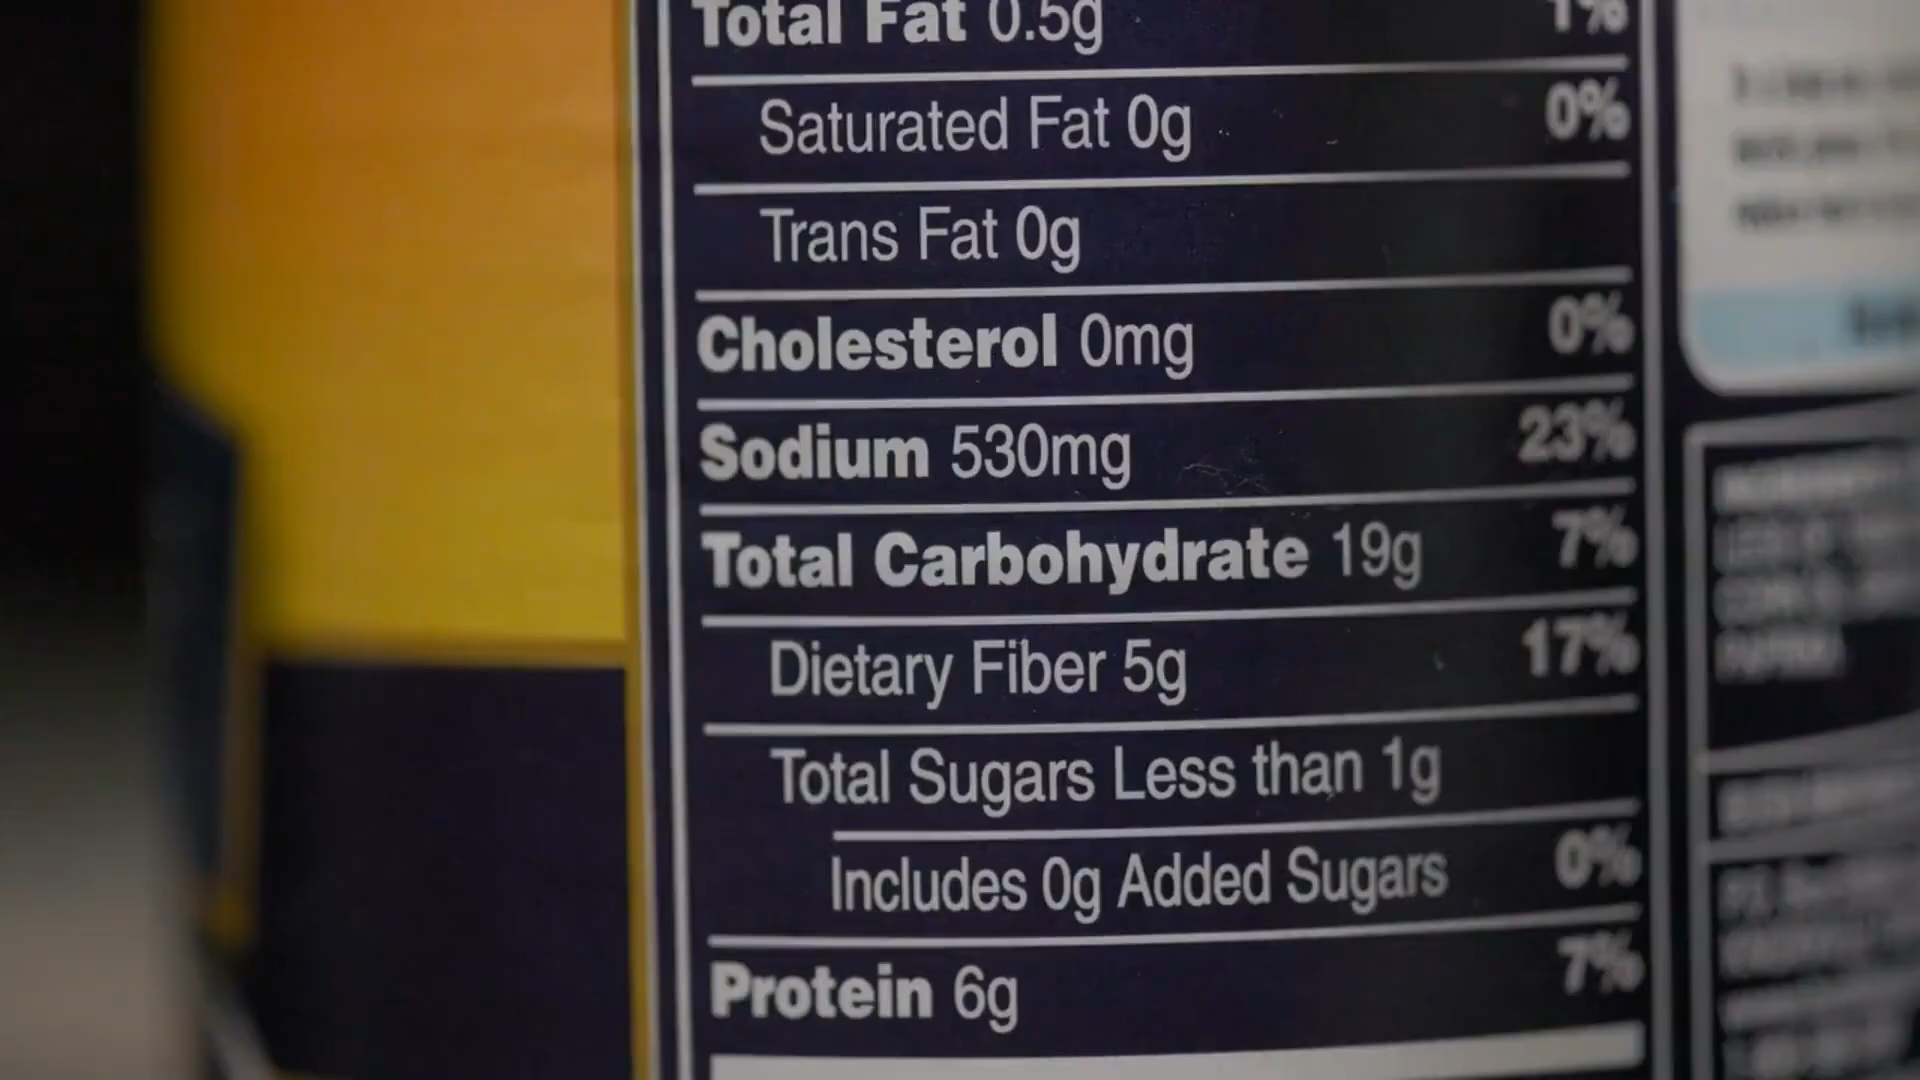 Total Fat 0.5g 1%
Saturated Fat 0g 0%
Trans Fat 0g
Cholesterol 0mg 0%
Sodium 530mg 23%
Total Carbohydrate 19g 7%
Dietary Fiber 5g 17%
Total Sugars Less than 1g
Includes 0g Added Sugars 0%
Protein 6g 7%